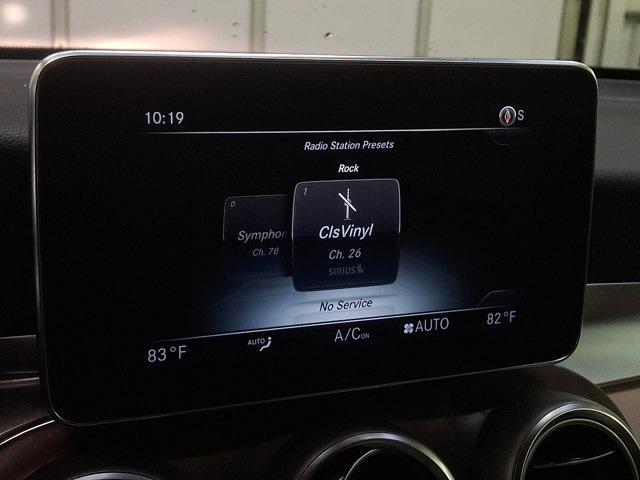 10:19 S
Radio Station Presets
Rock
0
Symphon
Ch. 78
1
ClsVinyl
Ch. 26
SIRIUS
No Service
83°F AUTO A/C ON AUTO 82°F